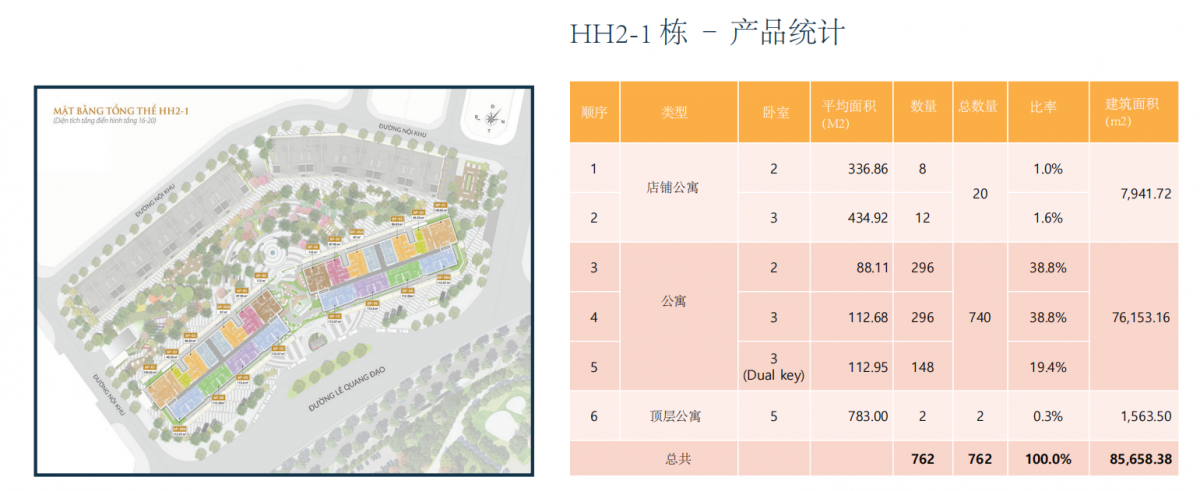 HH2-1 栋 – 产品统计
MẶT BẰNG TỔNG THỂ HH2-1
(Diện tích tầng điển hình tầng 16-20)
ĐƯỜNG NỘI KHU
ĐƯỜNG NỘI KHU
ĐƯỜNG NỘI KHU
ĐƯỜNG LÊ QUANG ĐẠO
顺序 类型 卧室 平均面积 (M2) 数量 总数量 比率 建筑面积 (m2)
1 店铺公寓 2 336.86 8 20 1.0% 7,941.72
2 3 434.92 12 1.6%
3 公寓 2 88.11 296 740 38.8% 76,153.16
4 3 112.68 296 38.8%
5 3 (Dual key) 112.95 148 19.4%
6 顶层公寓 5 783.00 2 2 0.3% 1,563.50
总共 762 762 100.0% 85,658.38